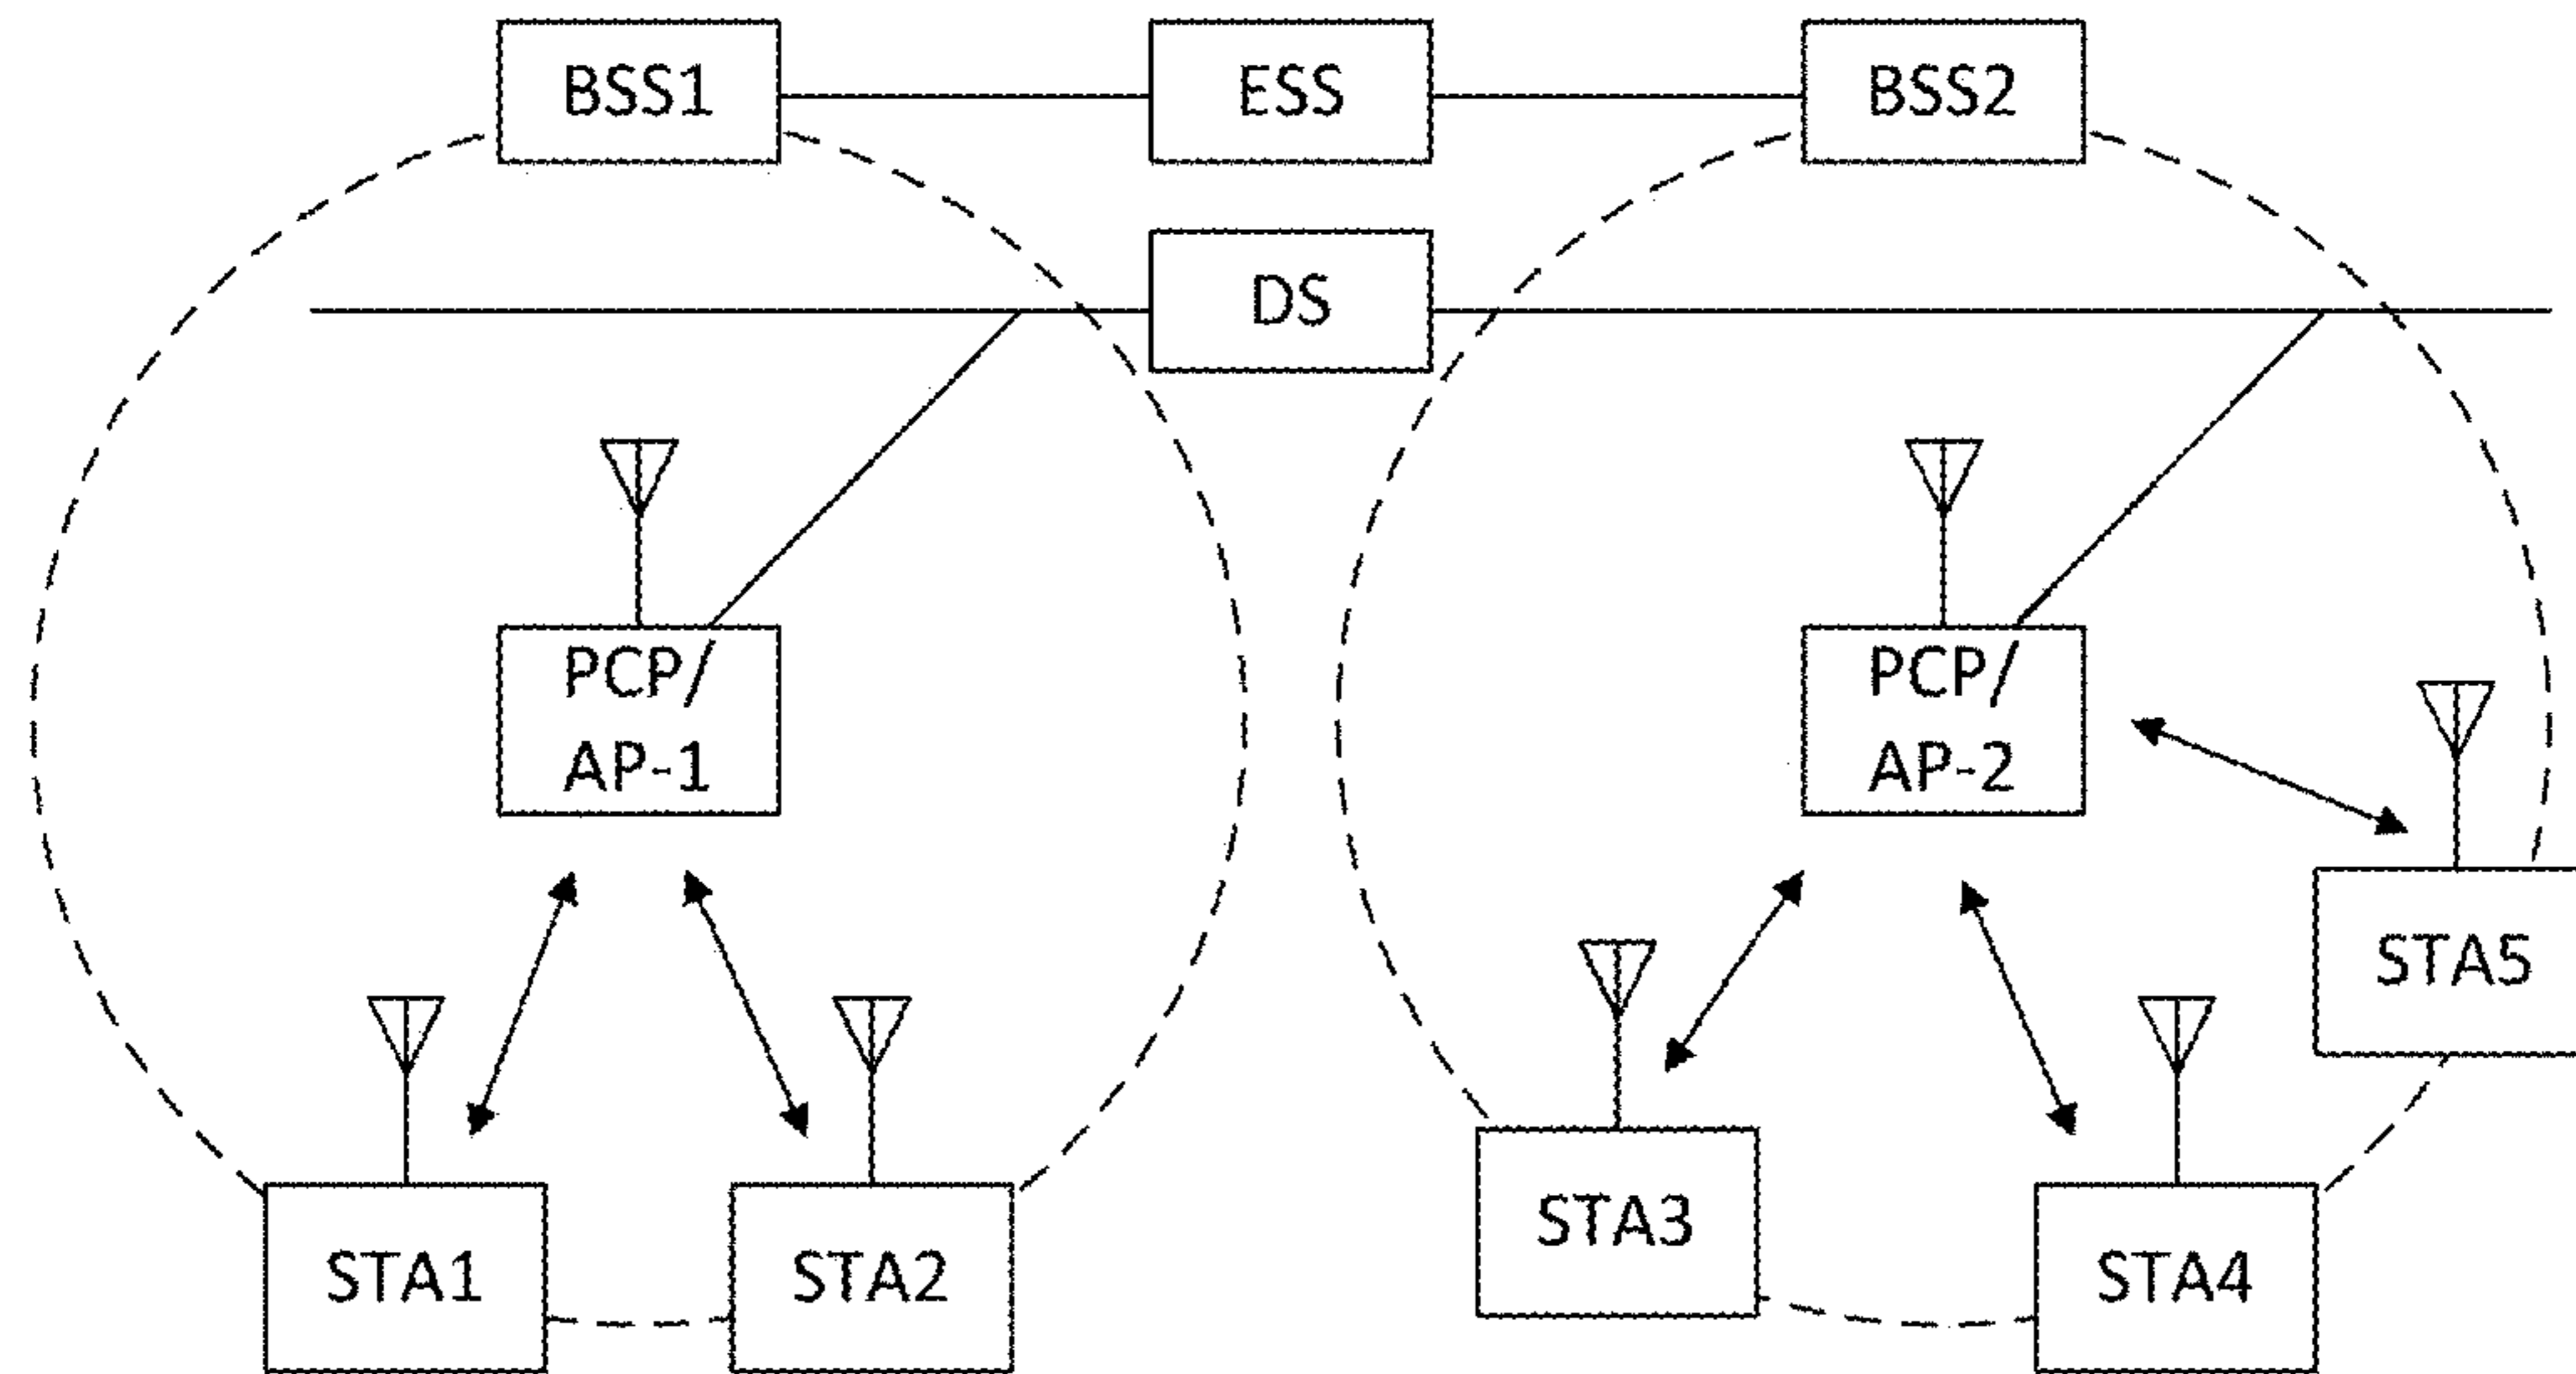 BSS1
ESS
BSS2
DS
PCP/
AP-1
PCP/
AP-2
STA5
STA3
STA1
STA2
STA4